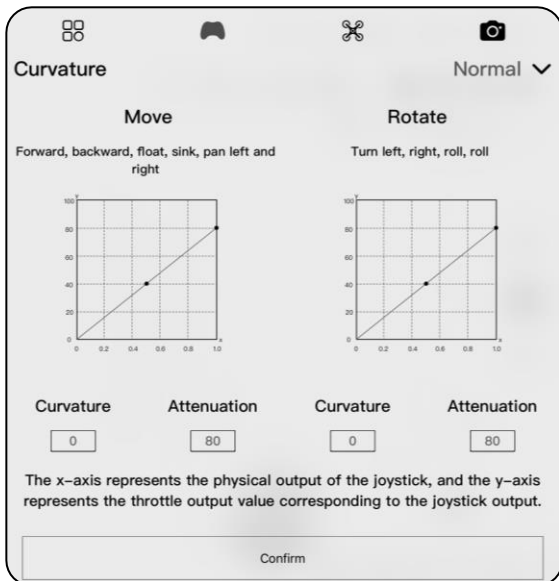 Curvature
Normal
Move
Rotate
Forward, backward, float, sink, pan left and
right
Turn left, right, roll, roll
Y
100
80
60
40
20
0
0
0.2
0.4
0.6
0.8
1.0
x
Y
100
80
60
40
20
0
0
0.2
0.4
0.6
0.8
1.0
x
Curvature
Attenuation
Curvature
Attenuation
0
80
0
80
The x-axis represents the physical output of the joystick, and the y-axis
represents the throttle output value corresponding to the joystick output.
Confirm